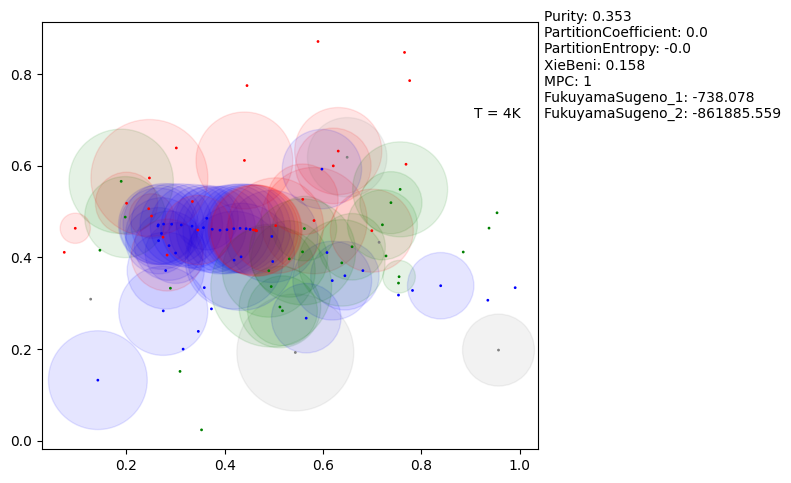 Purity: 0.353
PartitionCoefficient: 0.0
PartitionEntropy: -0.0
XieBeni: 0.158
MPC: 1
FukuyamaSugeno_1: -738.078
FukuyamaSugeno_2: -861885.559
T = 4K
0.8
0.6
0.4
0.2
0.0
0.2 0.4 0.6 0.8 1.0